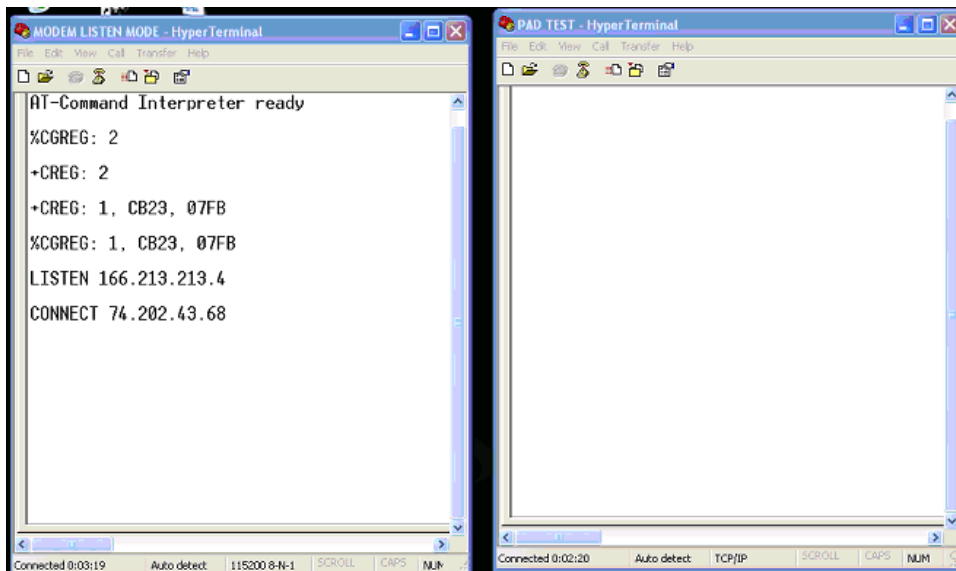 MODEM LISTEN MODE - HyperTerminal
File Edit View Call Transfer Help
AT-Command Interpreter ready
%CGREG: 2
+CREG: 2
+CREG: 1, CB23, 07FB
%CGREG: 1, CB23, 07FB
LISTEN 166.213.213.4
CONNECT 74.202.43.68
Connected 0:03:19 Auto detect 115200 8-N-1 SCROLL CAPS NUM
PAD TEST - HyperTerminal
File Edit View Call Transfer Help
Connected 0:02:20 Auto detect TCP/IP SCROLL CAPS NUM